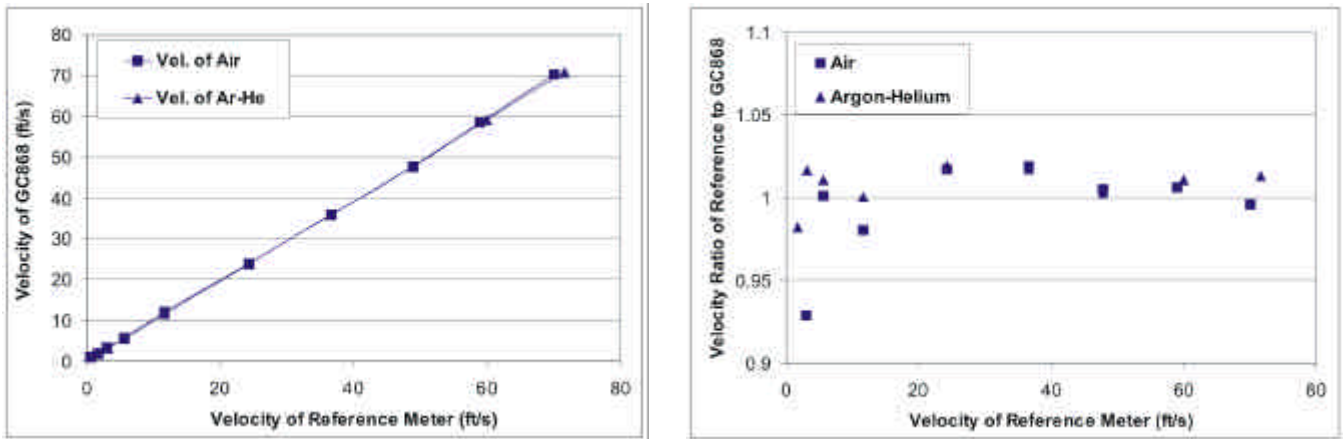 Velocity of GC868 (ft/s)
80
70
60
50
40
30
20
10
0
Vel. of Air
Vel. of Ar-He
0 20 40 60 80
Velocity of Reference Meter (ft/s)
Velocity Ratio of Reference to GC868
1.1
1.05
1
0.95
0.9
Air
Argon-Helium
0 20 40 60 80
Velocity of Reference Meter (ft/s)